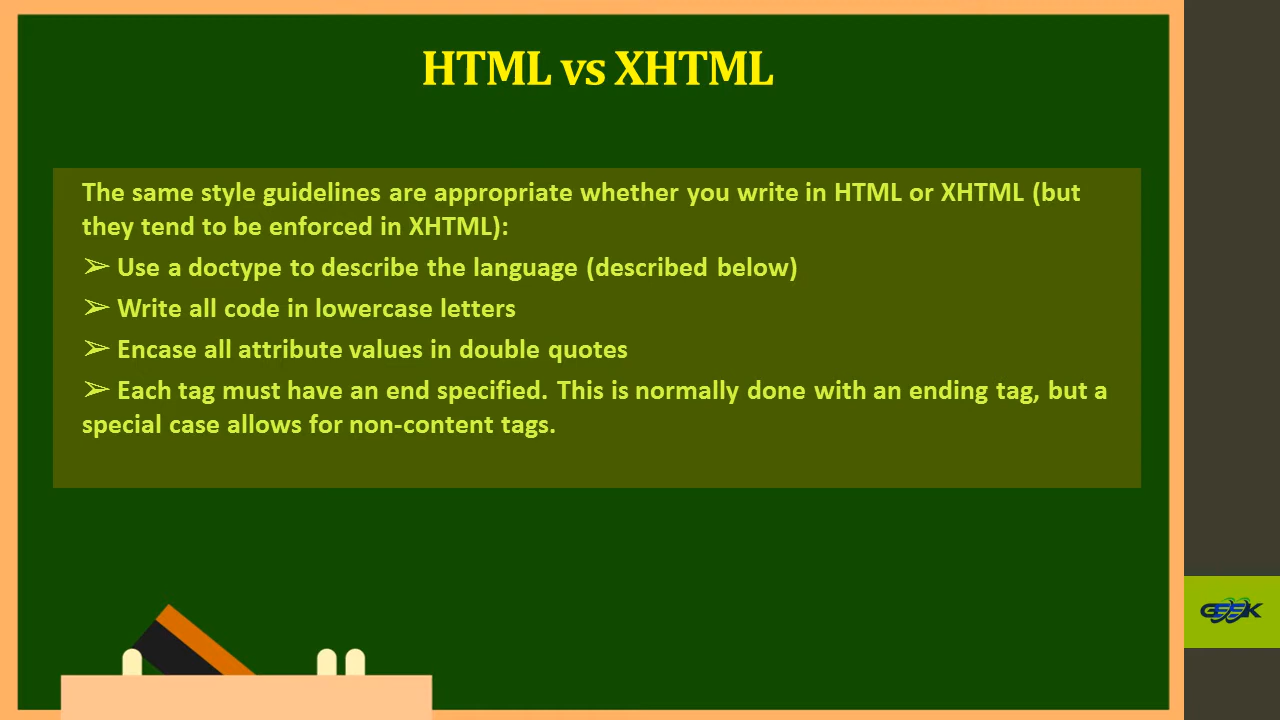 HTML vs XHTML
The same style guidelines are appropriate whether you write in HTML or XHTML (but
they tend to be enforced in XHTML):
➢ Use a doctype to describe the language (described below)
➢ Write all code in lowercase letters
➢ Encase all attribute values in double quotes
➢ Each tag must have an end specified. This is normally done with an ending tag, but a
special case allows for non-content tags.
GEEK